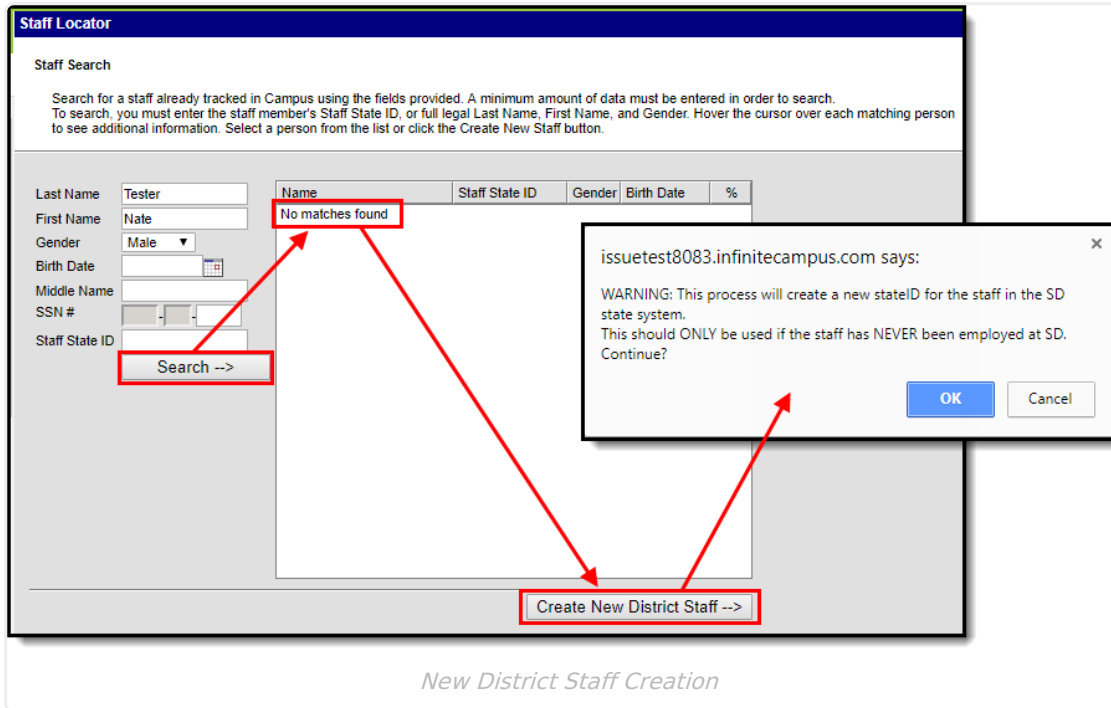 Staff Locator
Staff Search
Search for a staff already tracked in Campus using the fields provided. A minimum amount of data must be entered in order to search.
To search, you must enter the staff member's Staff State ID, or full legal Last Name, First Name, and Gender. Hover the cursor over each matching person
to see additional information. Select a person from the list or click the Create New Staff button.
Last Name Tester
First Name Nate
Gender Male ▼
Birth Date
Middle Name
SSN # - -
Staff State ID
Search -->
Name Staff State ID Gender Birth Date %
No matches found
issuetest8083.infinitecampus.com says:
×
WARNING: This process will create a new stateID for the staff in the SD
state system.
This should ONLY be used if the staff has NEVER been employed at SD.
Continue?
OK Cancel
Create New District Staff -->
New District Staff Creation